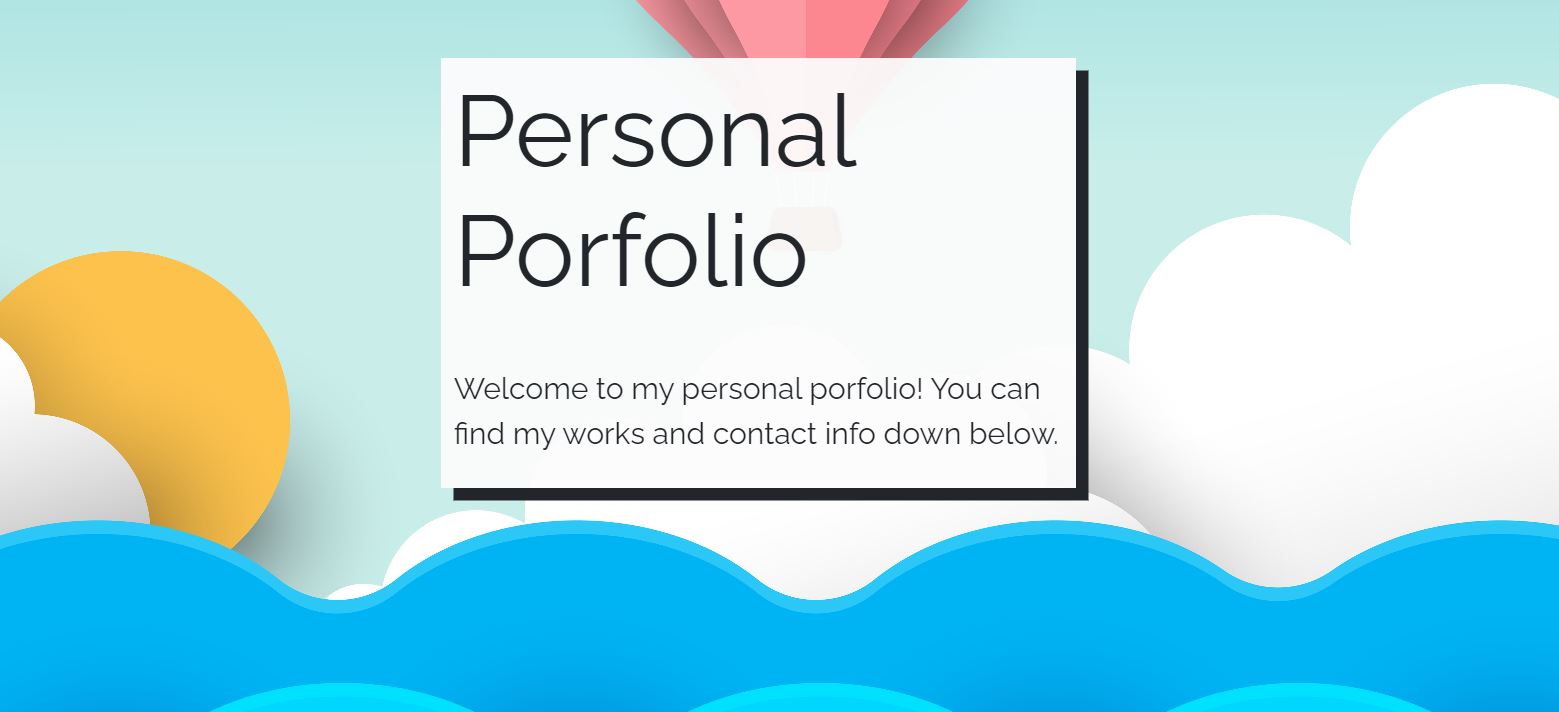 Personal
Porfolio
Welcome to my personal porfolio! You can
find my works and contact info down below.